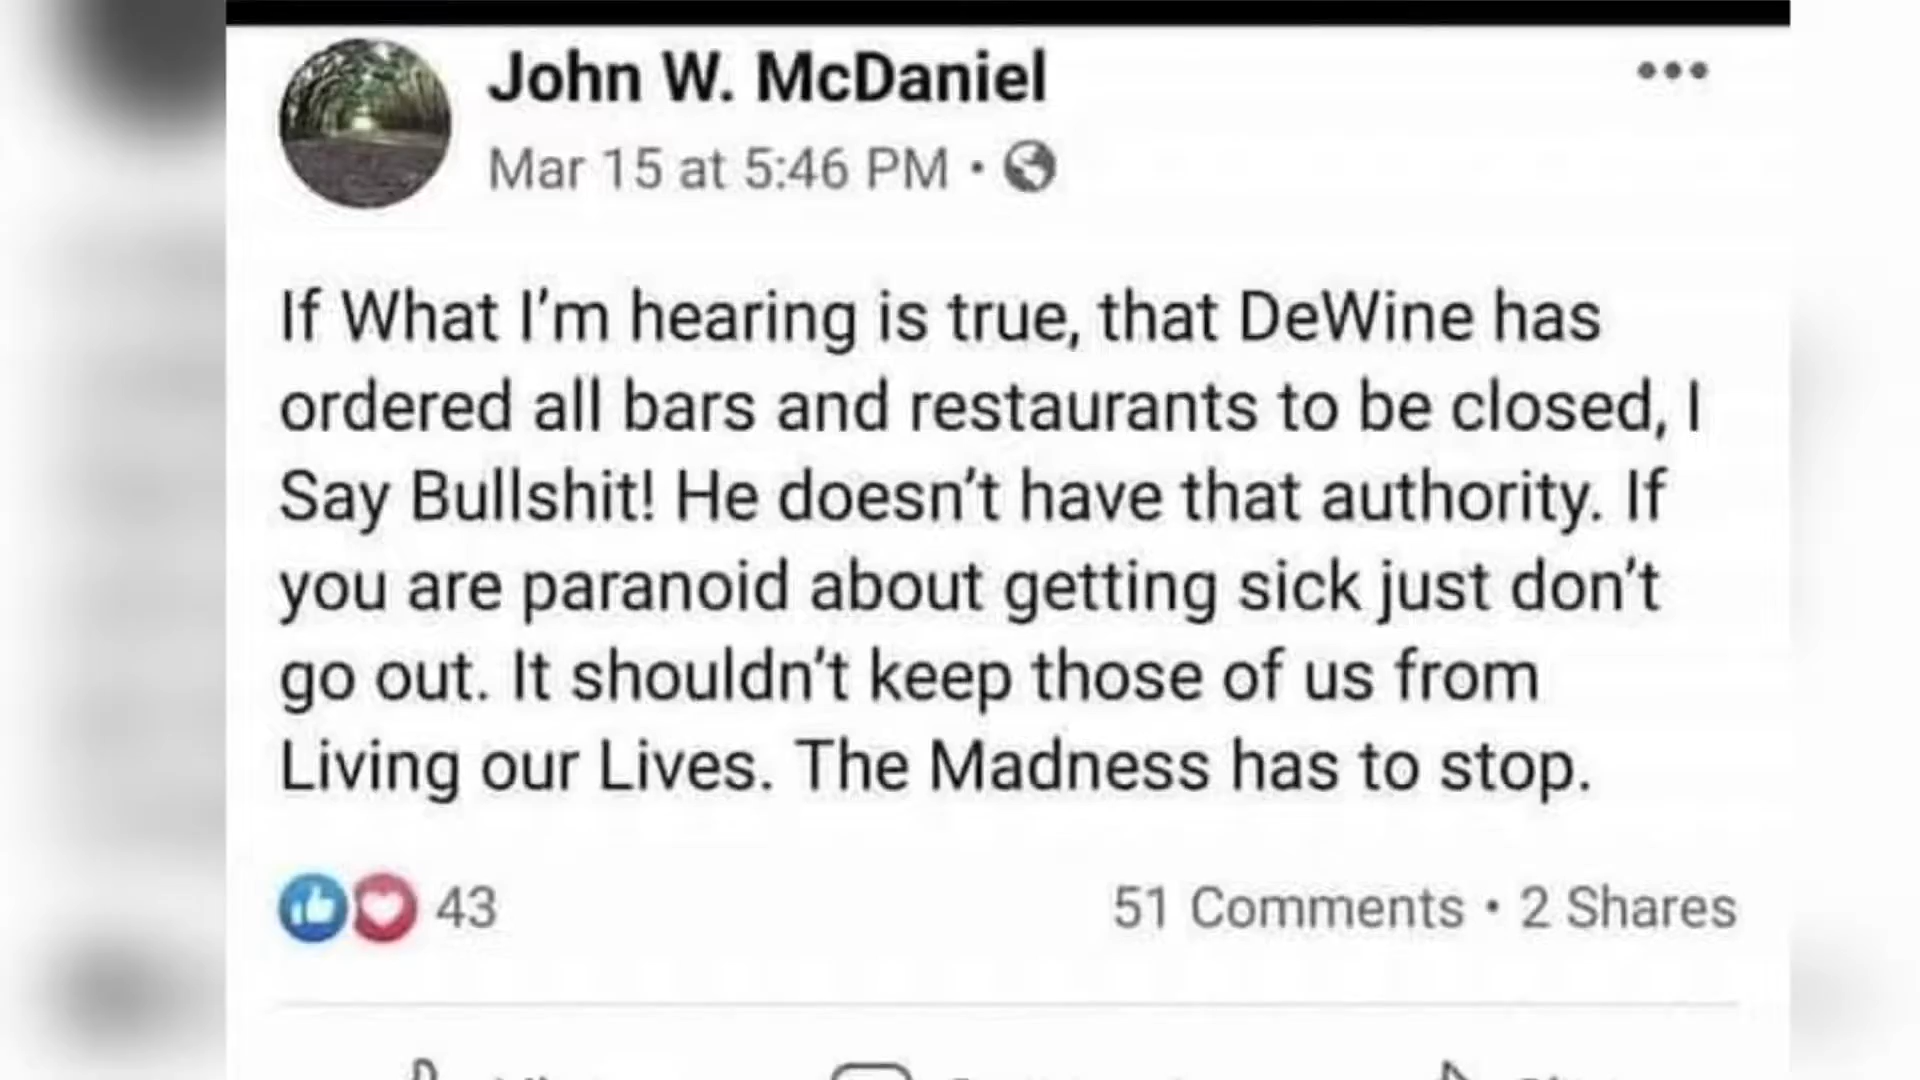 John W. McDaniel
Mar 15 at 5:46 PM •
If What I'm hearing is true, that DeWine has
ordered all bars and restaurants to be closed, I
Say Bullshit! He doesn't have that authority. If
you are paranoid about getting sick just don't
go out. It shouldn't keep those of us from
Living our Lives. The Madness has to stop.
43
51 Comments • 2 Shares